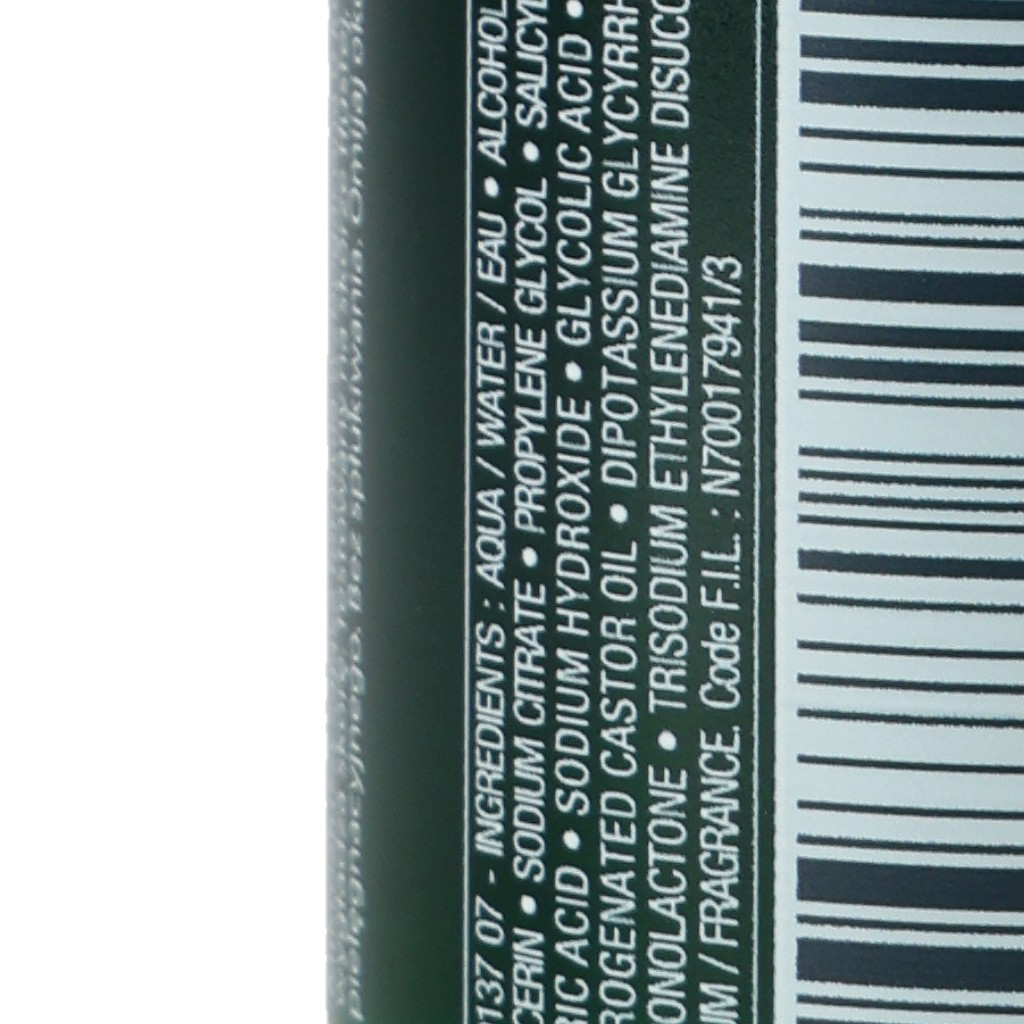 137 07 - INGREDIENTS : AQUA / WATER / EAU • ALCOHOL
CERIN • SODIUM CITRATE • PROPYLENE GLYCOL • SALICYL
RIC ACID • SODIUM HYDROXIDE • GLYCOLIC ACID •
ROGENATED CASTOR OIL • DIPOTASSIUM GLYCYRRH
ONOLACTONE • TRISODIUM ETHYLENEDIAMINE DISUCC
UM / FRAGRANCE. Code F.I.L. : N70017941/3